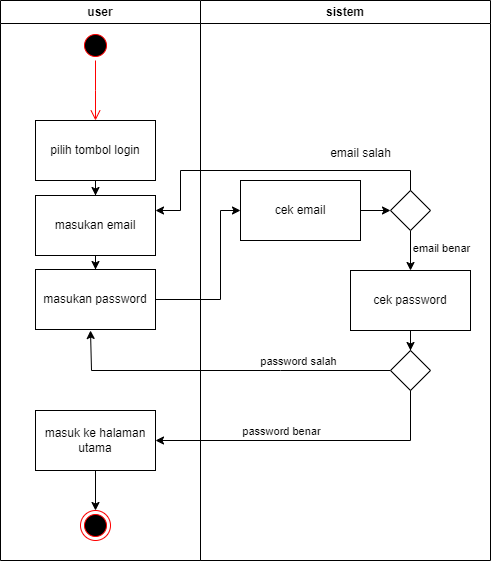 user
sistem
pilih tombol login
email salah
masukan email
cek email
email benar
masukan password
cek password
password salah
masuk ke halaman
utama
password benar